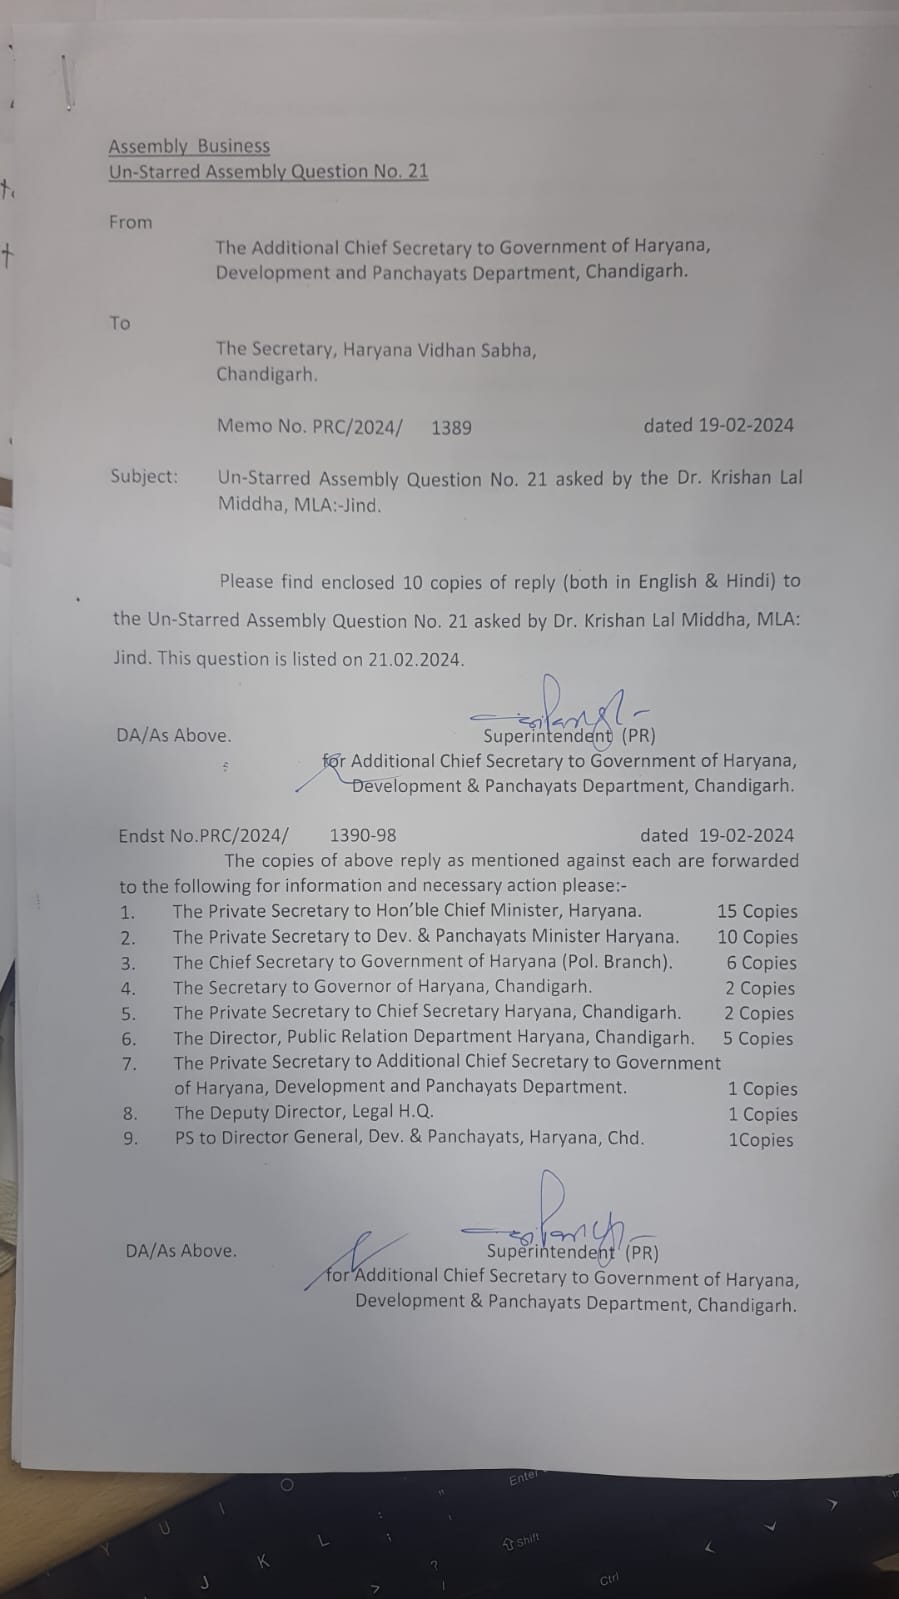 Assembly Business
Un-Starred Assembly Question No. 21
From
The Additional Chief Secretary to Government of Haryana,
Development and Panchayats Department, Chandigarh.
To
The Secretary, Haryana Vidhan Sabha,
Chandigarh.
Memo No. PRC/2024/ 1389 dated 19-02-2024
Subject: Un-Starred Assembly Question No. 21 asked by the Dr. Krishan Lal
Middha, MLA:-Jind.
Please find enclosed 10 copies of reply (both in English & Hindi) to
the Un-Starred Assembly Question No. 21 asked by Dr. Krishan Lal Middha, MLA:
Jind. This question is listed on 21.02.2024.
DA/As Above. Superintendent (PR)
for Additional Chief Secretary to Government of Haryana,
Development & Panchayats Department, Chandigarh.
Endst No.PRC/2024/ 1390-98 dated 19-02-2024
The copies of above reply as mentioned against each are forwarded
to the following for information and necessary action please:-
1. The Private Secretary to Hon'ble Chief Minister, Haryana. 15 Copies
2. The Private Secretary to Dev. & Panchayats Minister Haryana. 10 Copies
3. The Chief Secretary to Government of Haryana (Pol. Branch). 6 Copies
4. The Secretary to Governor of Haryana, Chandigarh. 2 Copies
5. The Private Secretary to Chief Secretary Haryana, Chandigarh. 2 Copies
6. The Director, Public Relation Department Haryana, Chandigarh. 5 Copies
7. The Private Secretary to Additional Chief Secretary to Government
of Haryana, Development and Panchayats Department. 1 Copies
8. The Deputy Director, Legal H.Q. 1 Copies
9. PS to Director General, Dev. & Panchayats, Haryana, Chd. 1Copies
DA/As Above. Superintendent (PR)
for Additional Chief Secretary to Government of Haryana,
Development & Panchayats Department, Chandigarh.
Enter
Y U I O
J K L : ; " '
Shift
> ? /
Ctrl